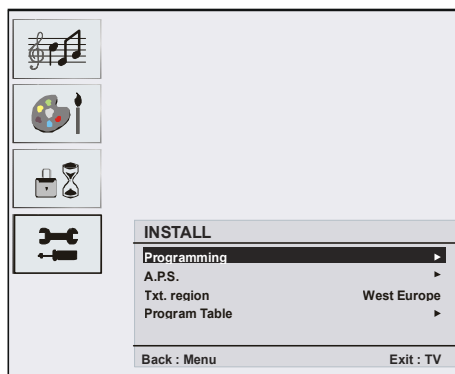 INSTALL
Programming ►
A.P.S. ►
Txt. region West Europe
Program Table ►
Back : Menu Exit : TV